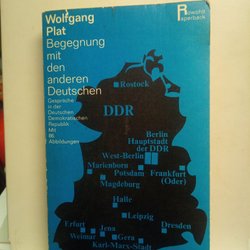 Wolfgang
Plat
Begegnung
mit
den
anderen
Deutschen
Gespräche
in der
Deutschen
Demokratischen
Republik
Mit
86
Abbildungen
Rowohlt
Paperback
Rostock
DDR
Berlin
Hauptstadt
der DDR
West-Berlin
Marienborn
Potsdam
Frankfurt
(Oder)
Magdeburg
Halle
Leipzig
Erfurt
Jena
Weimar
Gera
Dresden
Karl-Marx-Stadt